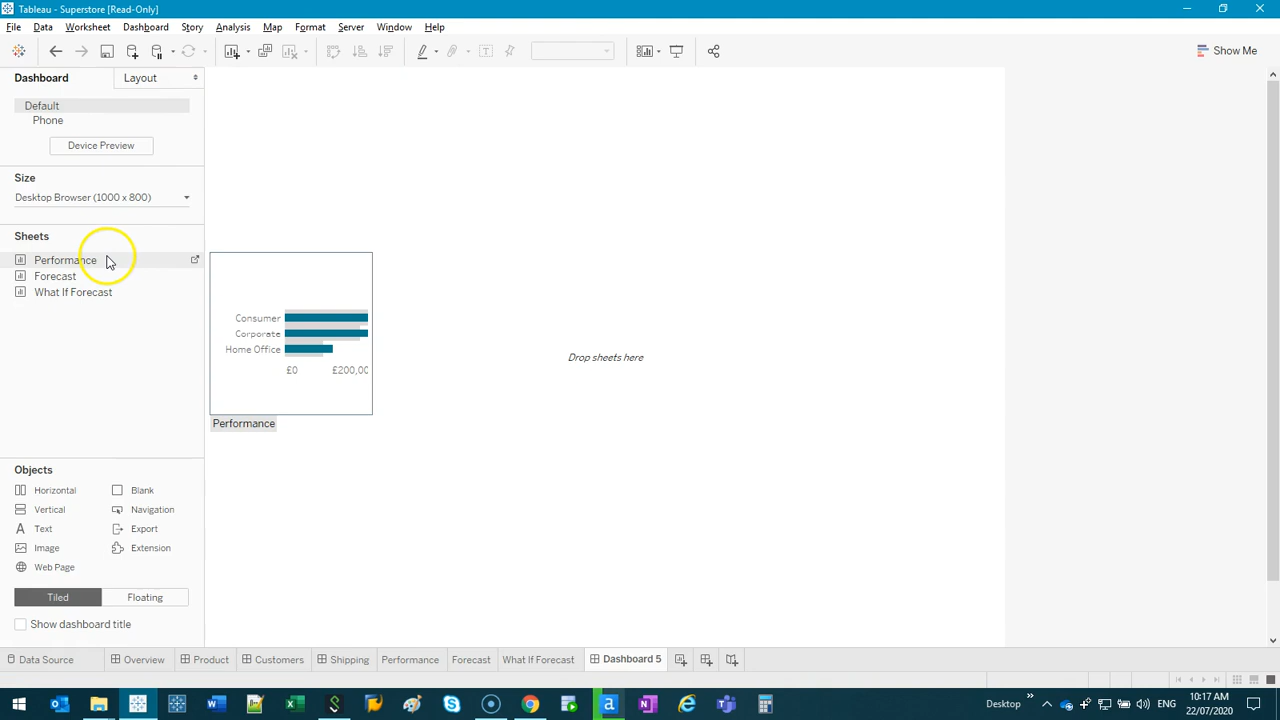 Tableau - Superstore [Read-Only]
File Data Worksheet Dashboard Story Analysis Map Format Server Window Help
Show Me
Dashboard Layout
Default
Phone
Device Preview
Size
Desktop Browser (1000 x 800)
Sheets
Performance
Forecast
What If Forecast
Consumer
Corporate
Home Office
£0 £200,00
Performance
Drop sheets here
Objects
Horizontal Blank
Vertical Navigation
Text Export
Image Extension
Web Page
Tiled Floating
Show dashboard title
Data Source Overview Product Customers Shipping Performance Forecast What If Forecast Dashboard 5
Desktop ENG
10:17 AM
22/07/2020